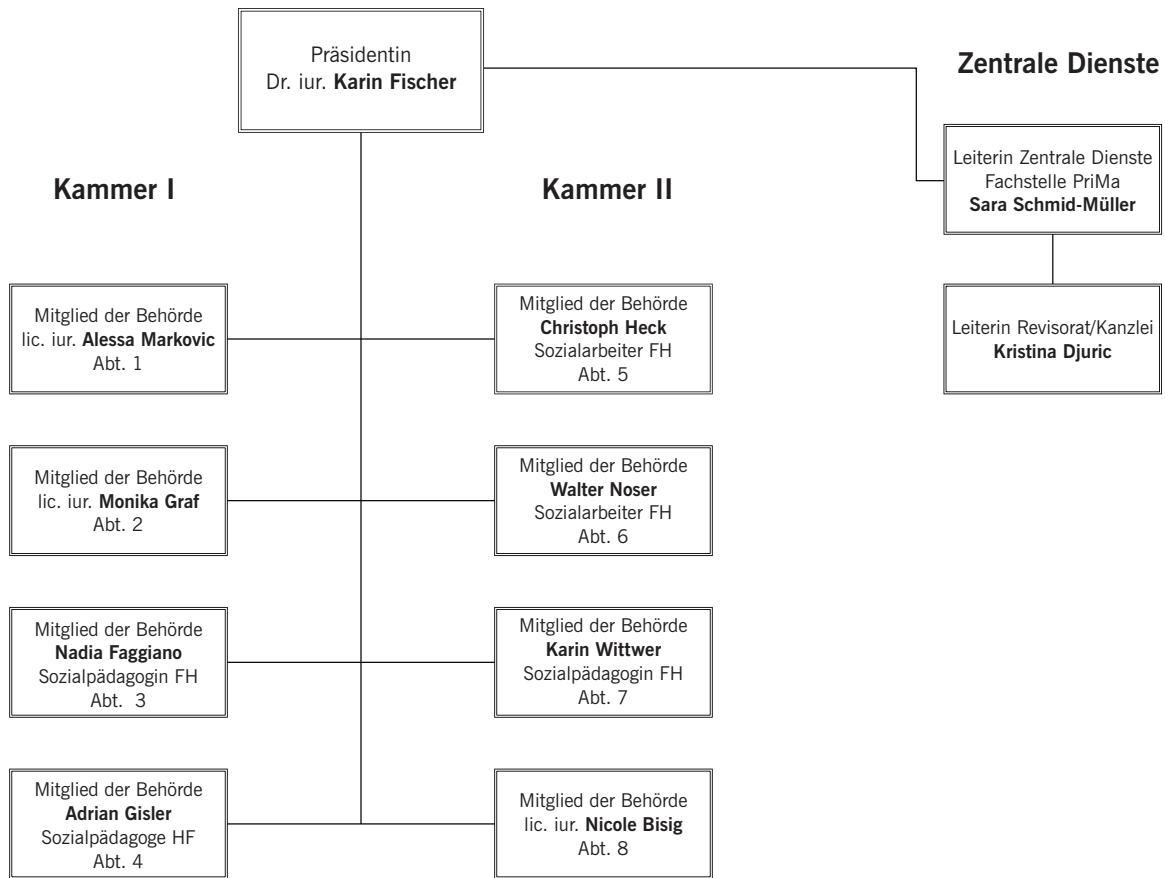 Präsidentin
Dr. iur. Karin Fischer
Zentrale Dienste
Leiterin Zentrale Dienste
Fachstelle PriMa
Sara Schmid-Müller
Leiterin Revisorat/Kanzlei
Kristina Djuric
Kammer I
Mitglied der Behörde
lic. iur. Alessa Markovic
Abt. 1
Mitglied der Behörde
lic. iur. Monika Graf
Abt. 2
Mitglied der Behörde
Nadia Faggiano
Sozialpädagogin FH
Abt. 3
Mitglied der Behörde
Adrian Gisler
Sozialpädagoge HF
Abt. 4
Kammer II
Mitglied der Behörde
Christoph Heck
Sozialarbeiter FH
Abt. 5
Mitglied der Behörde
Walter Noser
Sozialarbeiter FH
Abt. 6
Mitglied der Behörde
Karin Wittwer
Sozialpädagogin FH
Abt. 7
Mitglied der Behörde
lic. iur. Nicole Bisig
Abt. 8